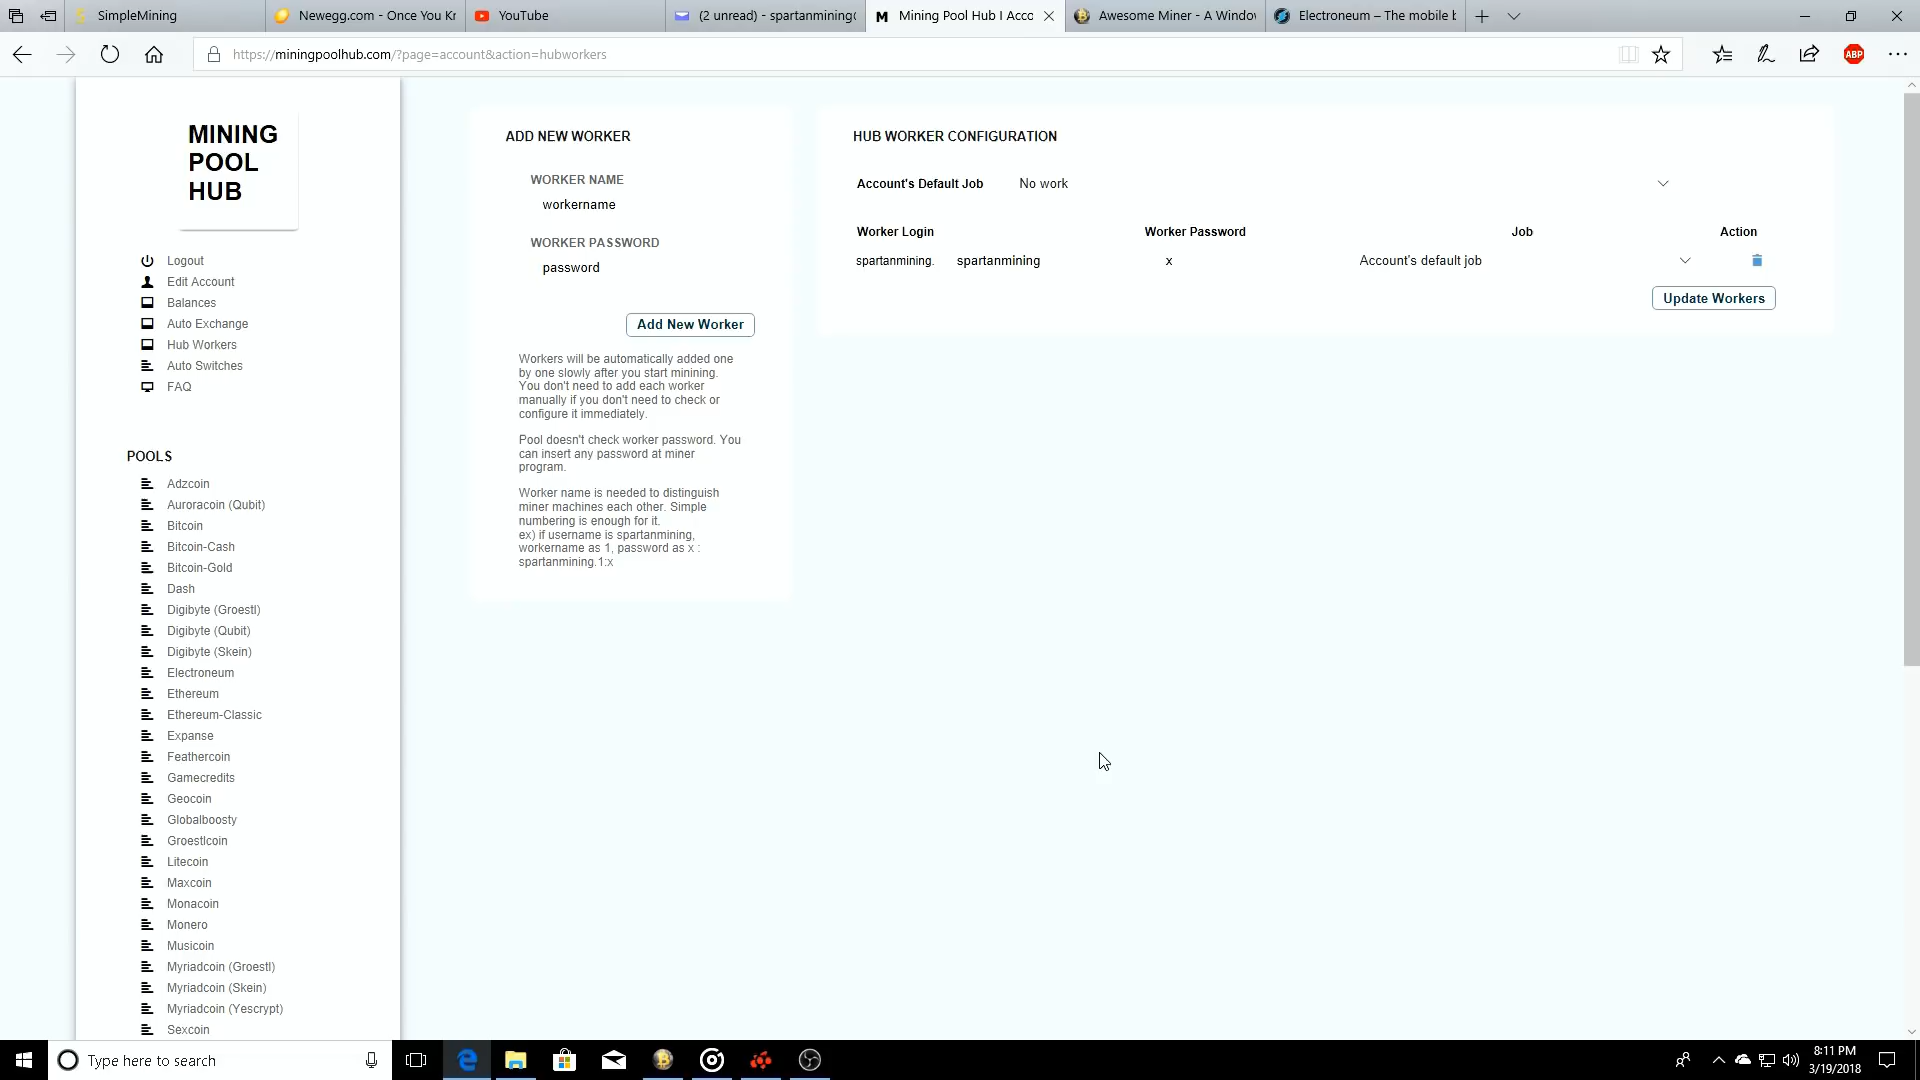 SimpleMining
Newegg.com - Once You Kr
YouTube
(2 unread) - spartanmining(
M Mining Pool Hub I Acco
Awesome Miner - A Windov
Electroneum – The mobile b
https://miningpoolhub.com/?page=account&action=hubworkers
ABP
MINING
POOL
HUB
Logout
Edit Account
Balances
Auto Exchange
Hub Workers
Auto Switches
FAQ
POOLS
Adzcoin
Auroracoin (Qubit)
Bitcoin
Bitcoin-Cash
Bitcoin-Gold
Dash
Digibyte (Groestl)
Digibyte (Qubit)
Digibyte (Skein)
Electroneum
Ethereum
Ethereum-Classic
Expanse
Feathercoin
Gamecredits
Geocoin
Globalboosty
Groestlcoin
Litecoin
Maxcoin
Monacoin
Monero
Musicoin
Myriadcoin (Groestl)
Myriadcoin (Skein)
Myriadcoin (Yescrypt)
Sexcoin
ADD NEW WORKER
WORKER NAME
workername
WORKER PASSWORD
password
Add New Worker
Workers will be automatically added one
by one slowly after you start minining.
You don't need to add each worker
manually if you don't need to check or
configure it immediately.
Pool doesn't check worker password. You
can insert any password at miner
program.
Worker name is needed to distinguish
miner machines each other. Simple
numbering is enough for it.
ex) if username is spartanmining,
workername as 1, password as x :
spartanmining.1:x
HUB WORKER CONFIGURATION
Account's Default Job No work
Worker Login Worker Password Job Action
spartanmining. spartanmining x Account's default job
Update Workers
Type here to search
8:11 PM
3/19/2018